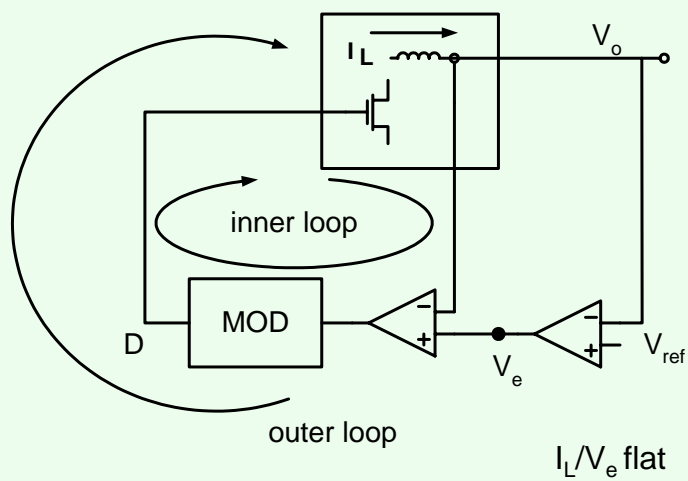 I_L
V_o
inner loop
−
+
MOD
−
+
D
V_e
V_ref
outer loop
I_L/V_e flat